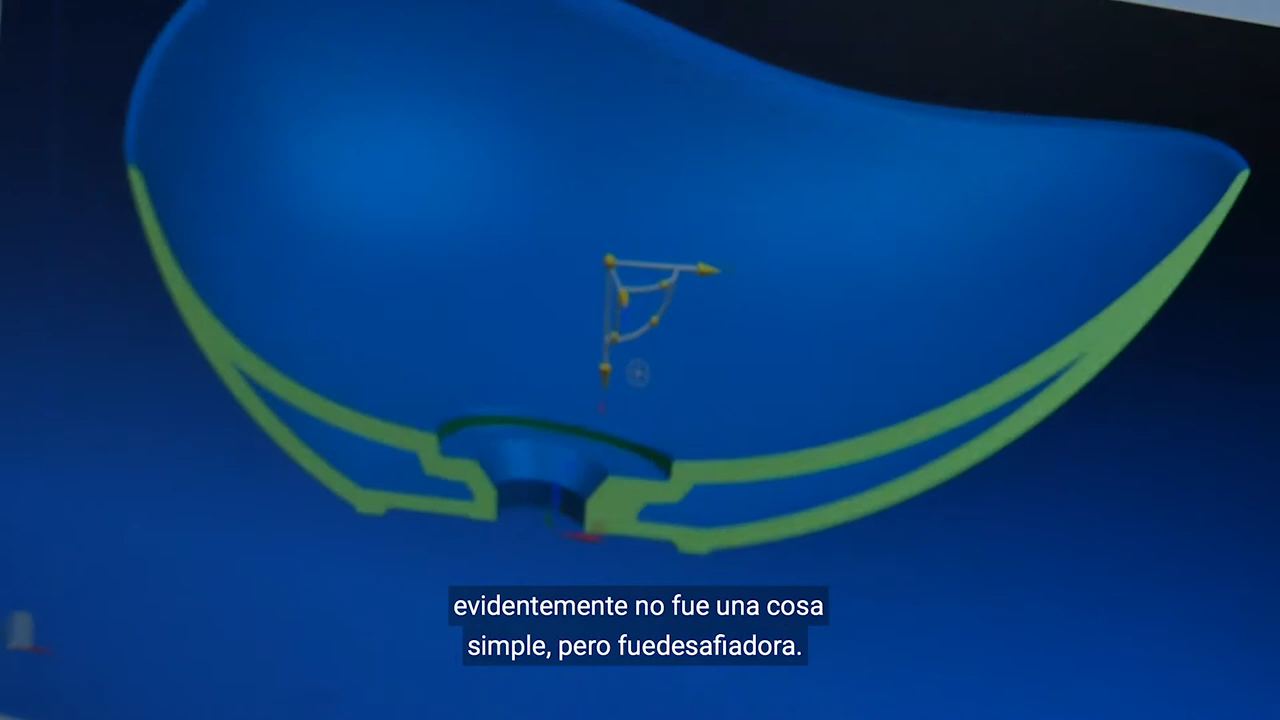 evidentemente no fue una cosa
simple, pero fuedesafiadora.